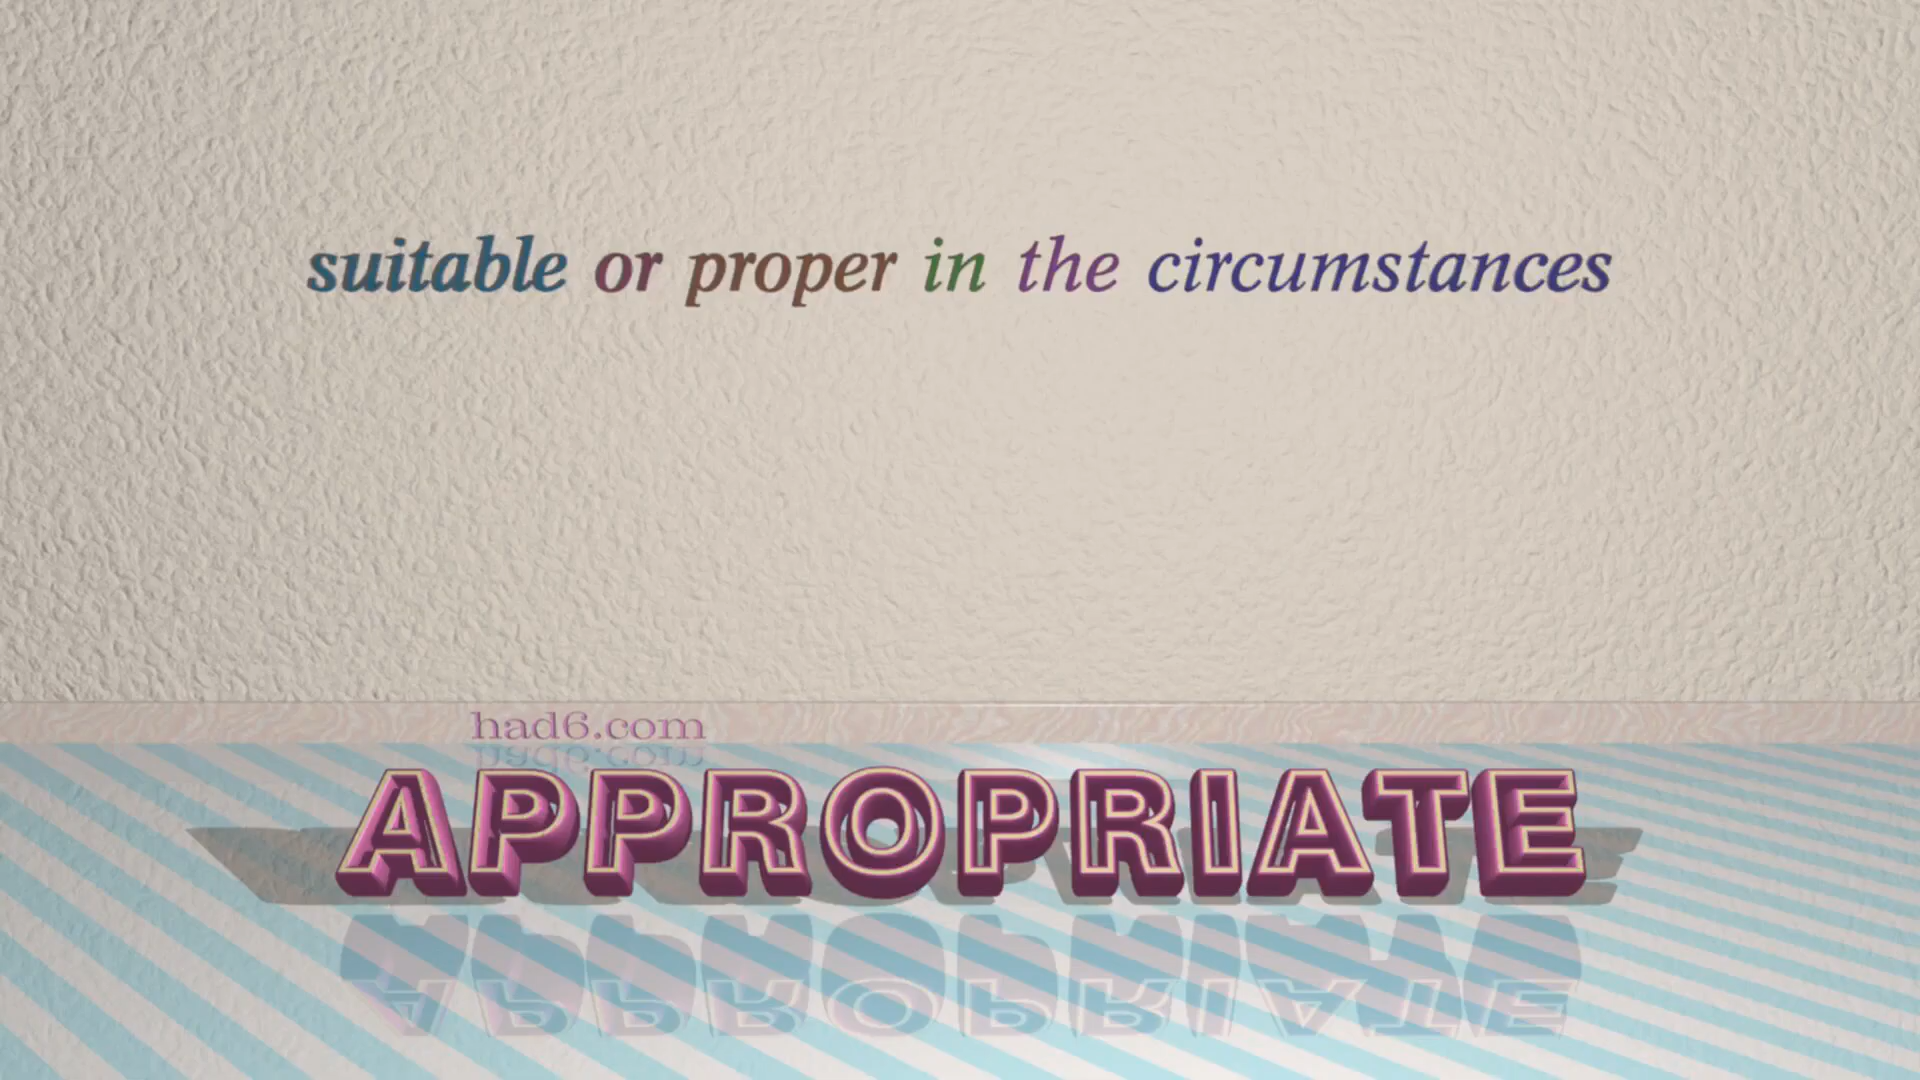 suitable or proper in the circumstances
had6.com
APPROPRIATE